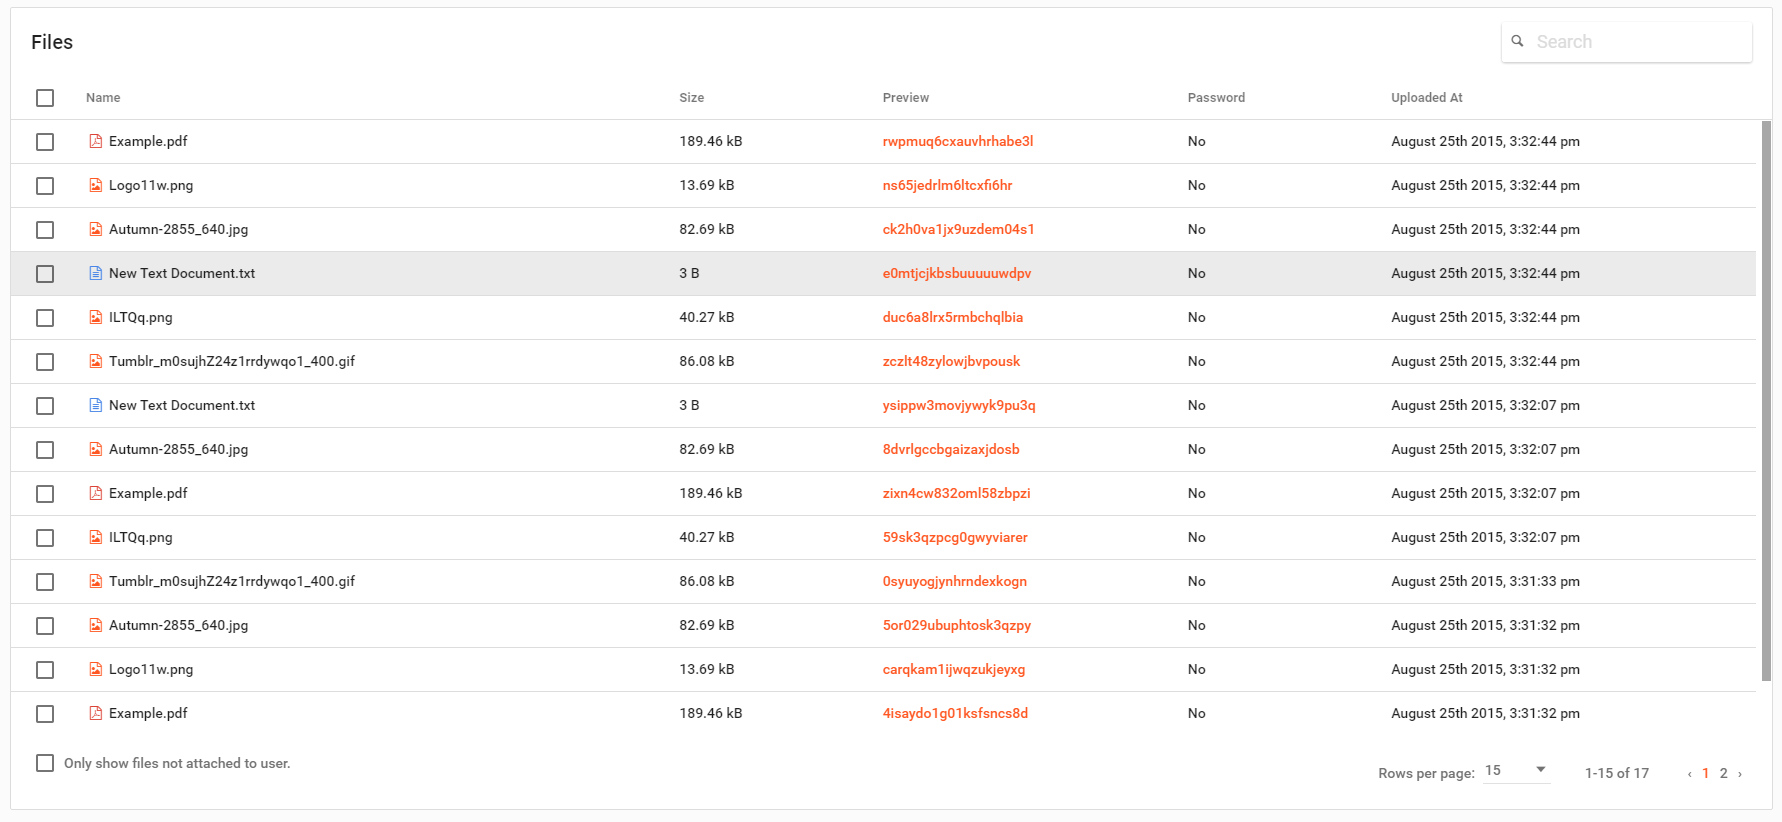 Files
Search
Name Size Preview Password Uploaded At
Example.pdf 189.46 kB rwpmuq6cxauvhrhabe3l No August 25th 2015, 3:32:44 pm
Logo11w.png 13.69 kB ns65jedrlm6ltcxfi6hr No August 25th 2015, 3:32:44 pm
Autumn-2855_640.jpg 82.69 kB ck2h0va1jx9uzdem04s1 No August 25th 2015, 3:32:44 pm
New Text Document.txt 3 B e0mtjcjkbsbuuuuuwdpv No August 25th 2015, 3:32:44 pm
ILTQq.png 40.27 kB duc6a8lrx5rmbchqlbia No August 25th 2015, 3:32:44 pm
Tumblr_m0sujhZ24z1rrdywqo1_400.gif 86.08 kB zczlt48zylowjbvpousk No August 25th 2015, 3:32:44 pm
New Text Document.txt 3 B ysippw3movjywyk9pu3q No August 25th 2015, 3:32:07 pm
Autumn-2855_640.jpg 82.69 kB 8dvrlgccbgaizaxjdosb No August 25th 2015, 3:32:07 pm
Example.pdf 189.46 kB zixn4cw832oml58zbpzi No August 25th 2015, 3:32:07 pm
ILTQq.png 40.27 kB 59sk3qzpcg0gwyviarer No August 25th 2015, 3:32:07 pm
Tumblr_m0sujhZ24z1rrdywqo1_400.gif 86.08 kB 0syuyogjynhrndexkogn No August 25th 2015, 3:31:33 pm
Autumn-2855_640.jpg 82.69 kB 5or029ubuphtosk3qzpy No August 25th 2015, 3:31:32 pm
Logo11w.png 13.69 kB carqkam1ijwqzukjeyxg No August 25th 2015, 3:31:32 pm
Example.pdf 189.46 kB 4isaydo1g01ksfsncs8d No August 25th 2015, 3:31:32 pm
Only show files not attached to user.
Rows per page: 15 1-15 of 17 ‹ 1 2 ›